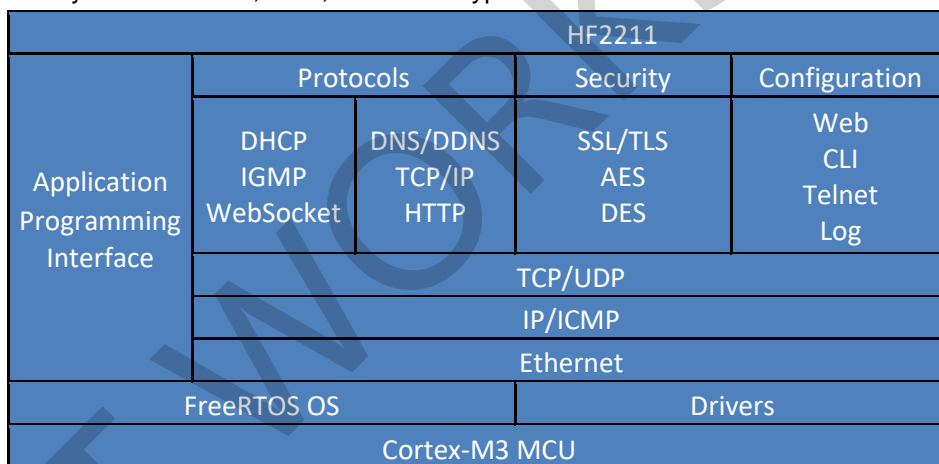 HF2211
Protocols
Security
Configuration
Application
Programming
Interface
DHCP
IGMP
WebSocket
DNS/DDNS
TCP/IP
HTTP
SSL/TLS
AES
DES
Web
CLI
Telnet
Log
TCP/UDP
IP/ICMP
Ethernet
FreeRTOS OS
Drivers
Cortex-M3 MCU